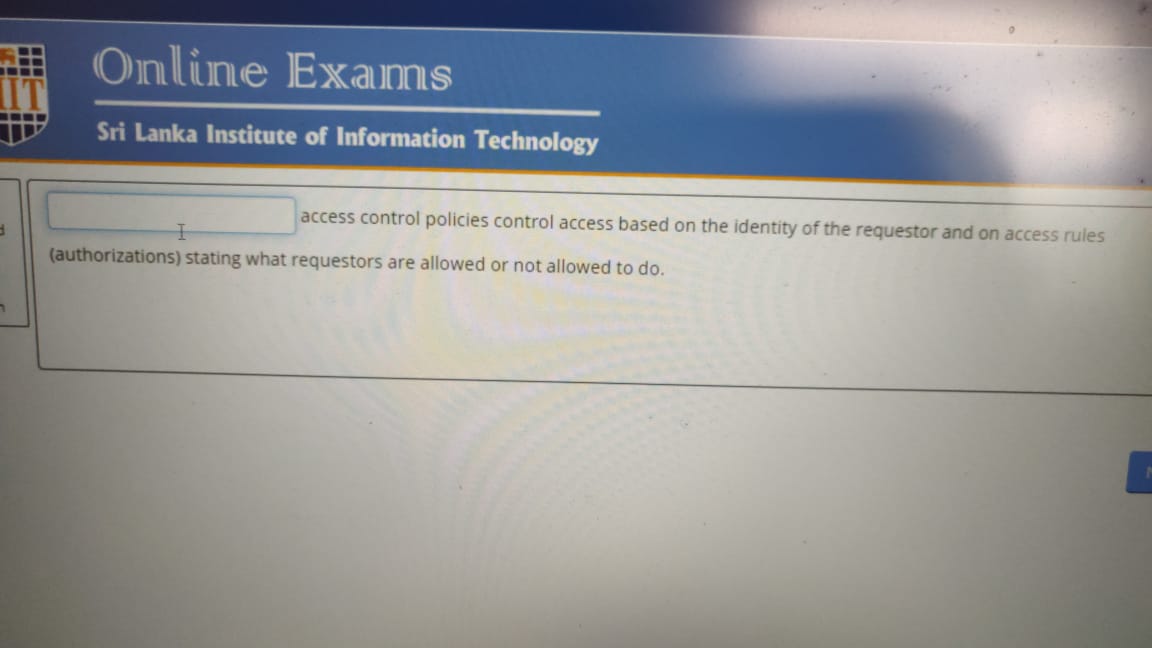 Online Exams
IIT
Sri Lanka Institute of Information Technology
access control policies control access based on the identity of the requestor and on access rules
(authorizations) stating what requestors are allowed or not allowed to do.